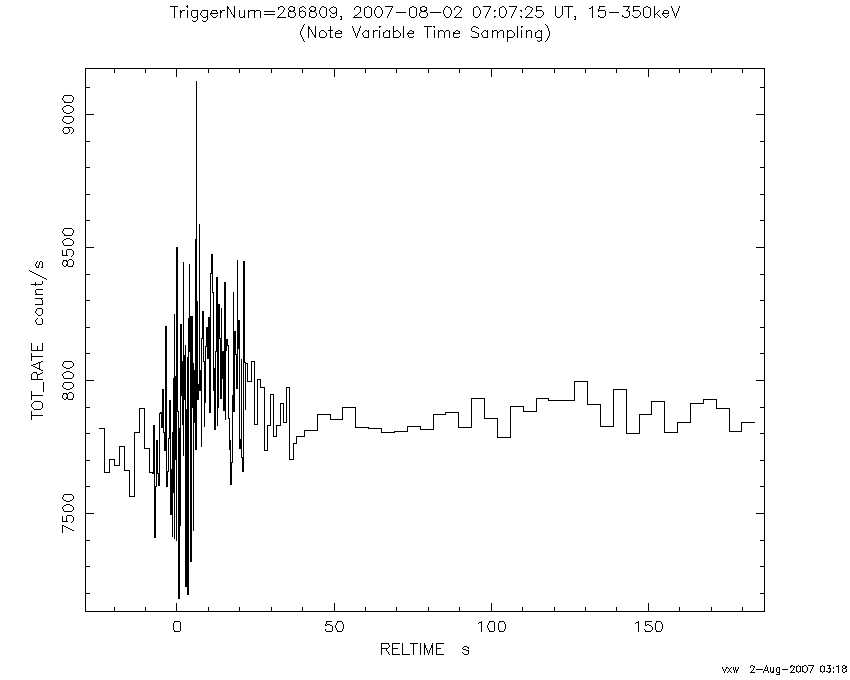 TriggerNum=286809, 2007-08-02 07:07:25 UT, 15-350keV
(Note Variable Time Sampling)
TOT_RATE count/s
9000
8500
8000
7500
0 50 100 150
RELTIME s
vxw 2-Aug-2007 03:18